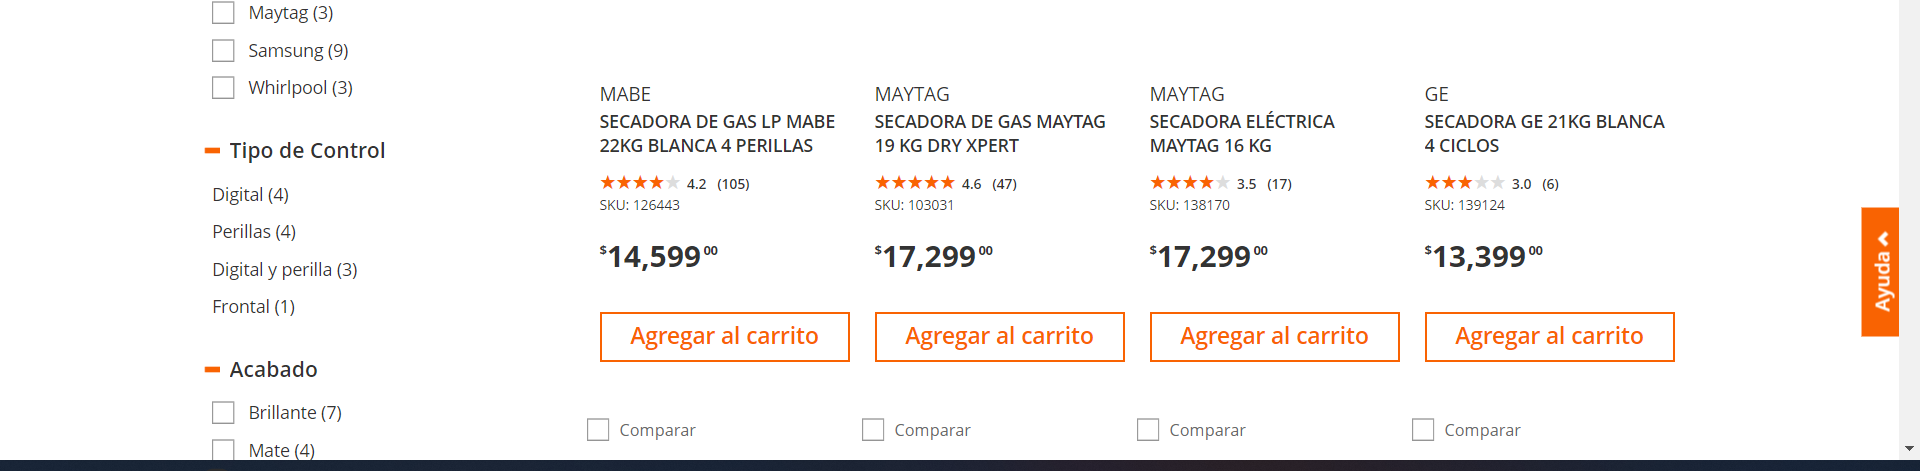 Maytag (3)
Samsung (9)
Whirlpool (3)
Tipo de Control
Digital (4)
Perillas (4)
Digital y perilla (3)
Frontal (1)
Acabado
Brillante (7)
Mate (4)
MABE
SECADORA DE GAS LP MABE
22KG BLANCA 4 PERILLAS
4.2 (105)
SKU: 126443
$14,599 00
Agregar al carrito
Comparar
MAYTAG
SECADORA DE GAS MAYTAG
19 KG DRY XPERT
4.6 (47)
SKU: 103031
$17,299 00
Agregar al carrito
Comparar
MAYTAG
SECADORA ELÉCTRICA
MAYTAG 16 KG
3.5 (17)
SKU: 138170
$17,299 00
Agregar al carrito
Comparar
GE
SECADORA GE 21KG BLANCA
4 CICLOS
3.0 (6)
SKU: 139124
$13,399 00
Agregar al carrito
Comparar
Ayuda